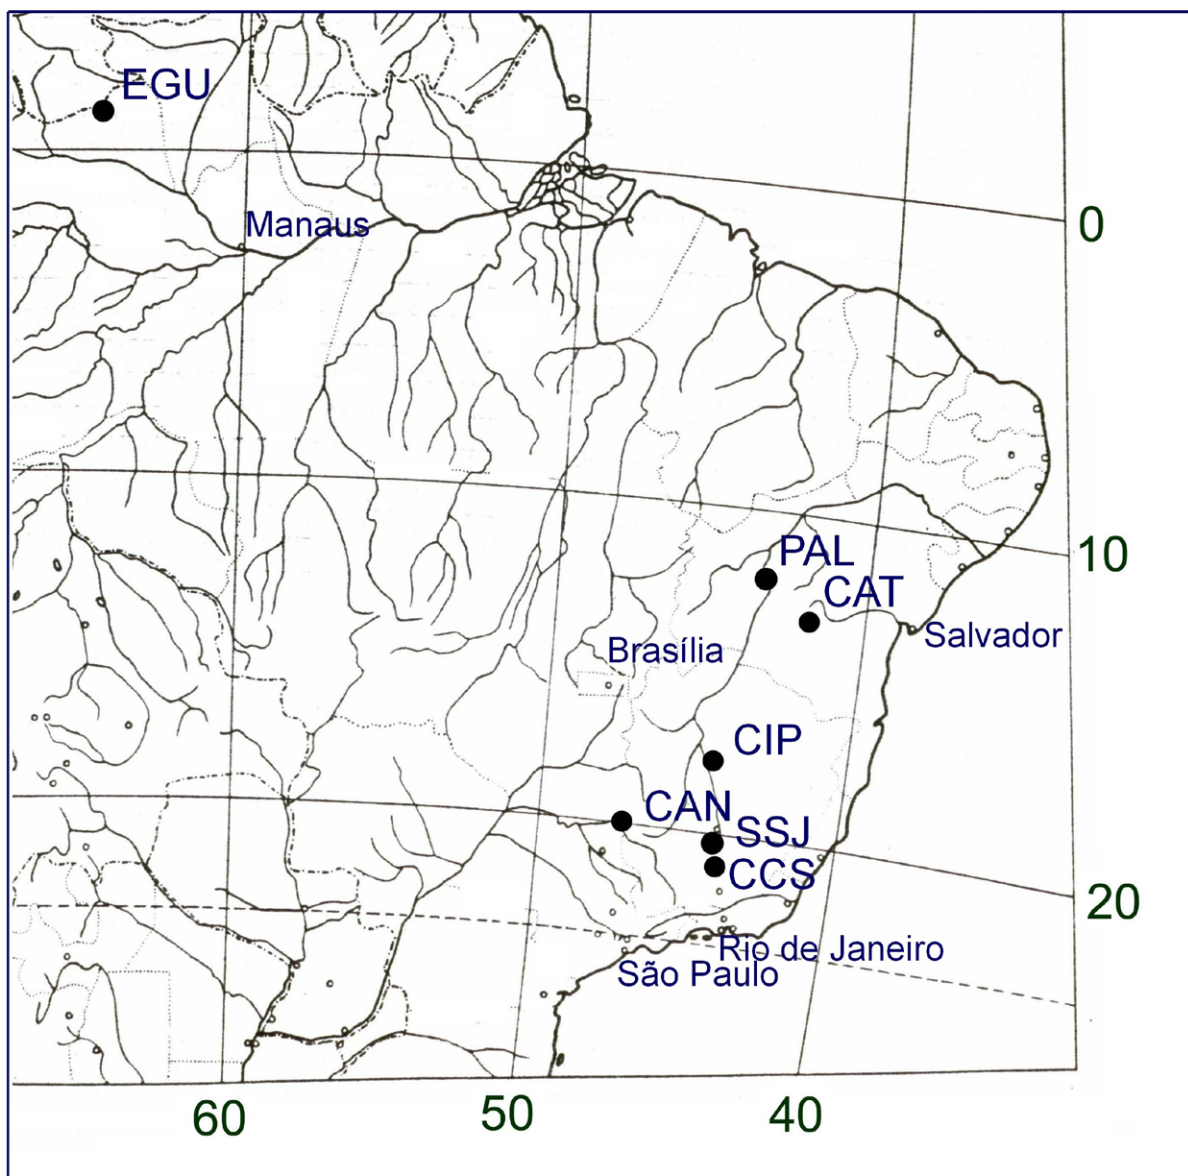 EGU
Manaus
0
PAL
10
CAT
Salvador
Brasília
CIP
CAN
SSJ
CCS
20
Rio de Janeiro
São Paulo
60
50
40